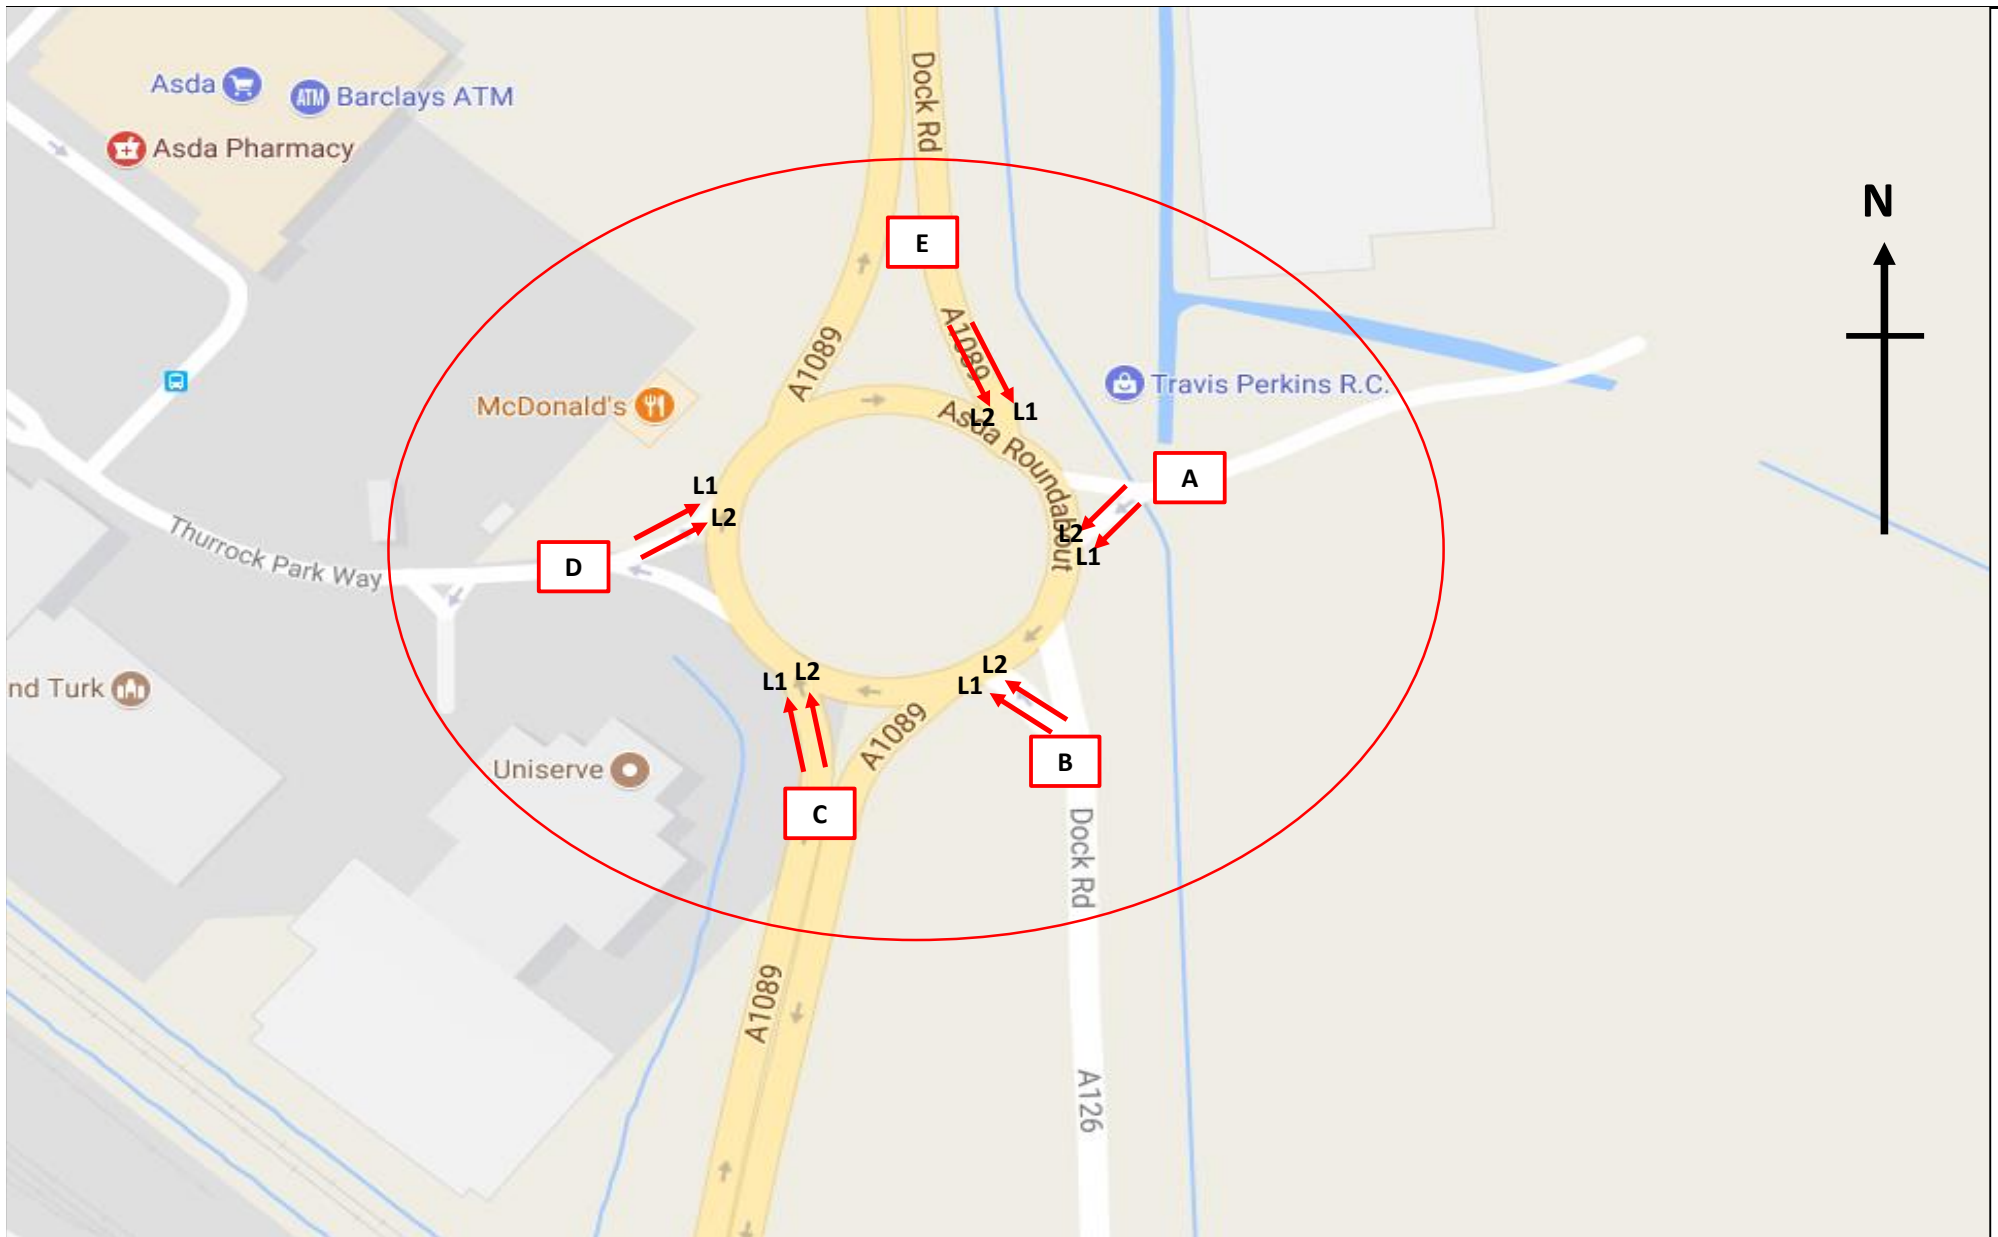 Dock Rd
Asda
ATM
Barclays ATM
Asda Pharmacy
N
E
A1089
A1089
McDonald's
Travis Perkins R.C.
L2
L1
Asda Roundabout
A
L1
L2
L2
L1
Thurrock Park Way
D
L1
L2
L2
L1
nd Turk
A1089
B
Uniserve
C
Dock Rd
A1089
A126